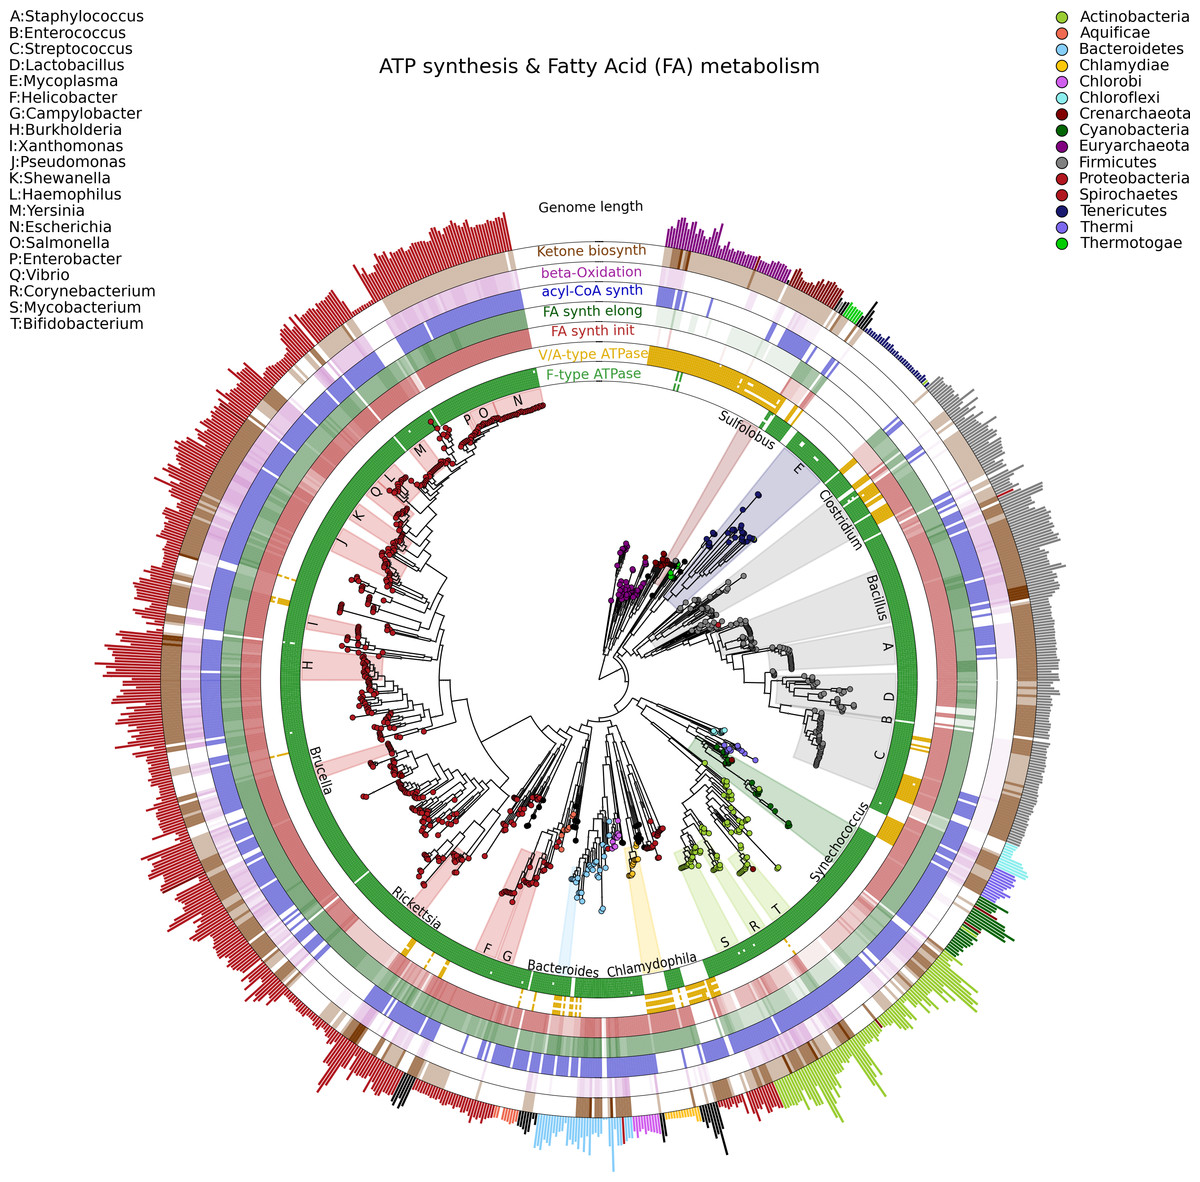 A:Staphylococcus
B:Enterococcus
C:Streptococcus
D:Lactobacillus
E:Mycoplasma
F:Helicobacter
G:Campylobacter
H:Burkholderia
I:Xanthomonas
J:Pseudomonas
K:Shewanella
L:Haemophilus
M:Yersinia
N:Escherichia
O:Salmonella
P:Enterobacter
Q:Vibrio
R:Corynebacterium
S:Mycobacterium
T:Bifidobacterium
ATP synthesis & Fatty Acid (FA) metabolism
Actinobacteria
Aquificae
Bacteroidetes
Chlamydiae
Chlorobi
Chloroflexi
Crenarchaeota
Cyanobacteria
Euryarchaeota
Firmicutes
Proteobacteria
Spirochaetes
Tenericutes
Thermi
Thermotogae
Genome length
Ketone biosynth
beta-Oxidation
acyl-CoA synth
FA synth elong
FA synth init
V/A-type ATPase
F-type ATPase
Sulfolobus
E
Clostridium
Bacillus
A
D
B
C
Synechococcus
T
R
S
Chlamydophila
Bacteroides
G
F
Rickettsia
Brucella
H
I
J
K
Q
L
M
P
O
N